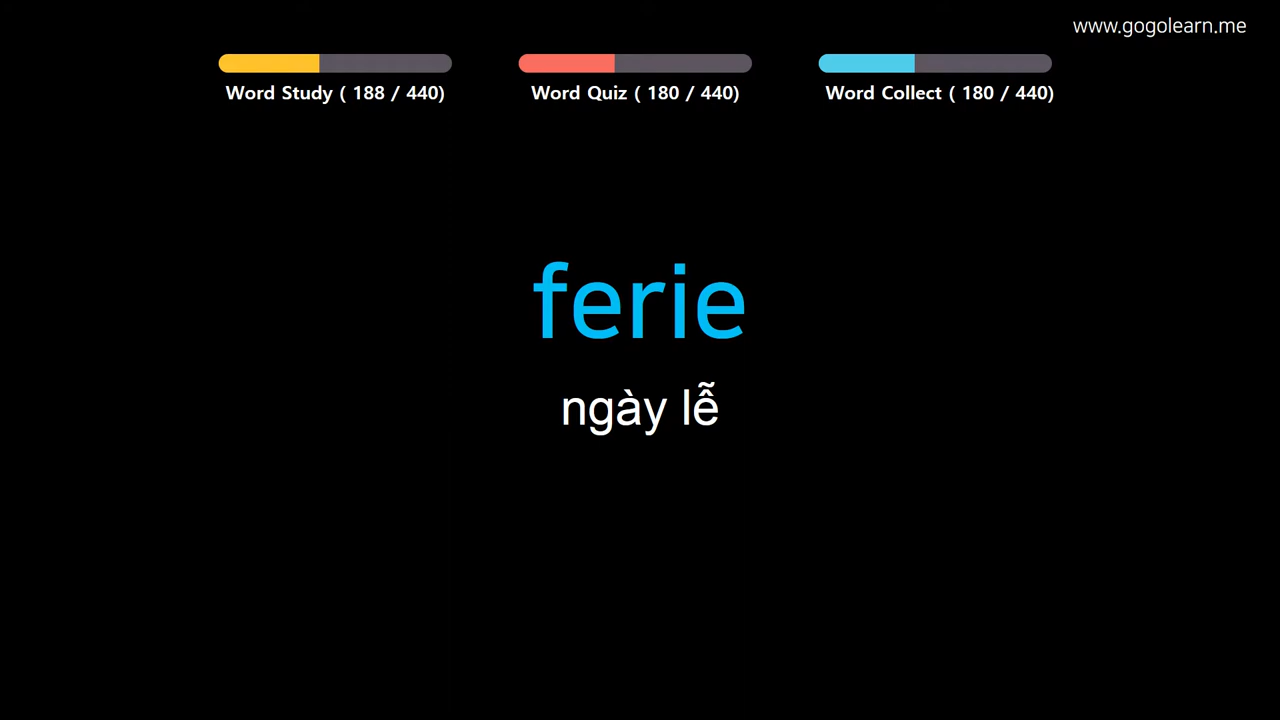 www.gogolearn.me
Word Study ( 188 / 440)
Word Quiz ( 180 / 440)
Word Collect ( 180 / 440)
ferie
ngày lễ